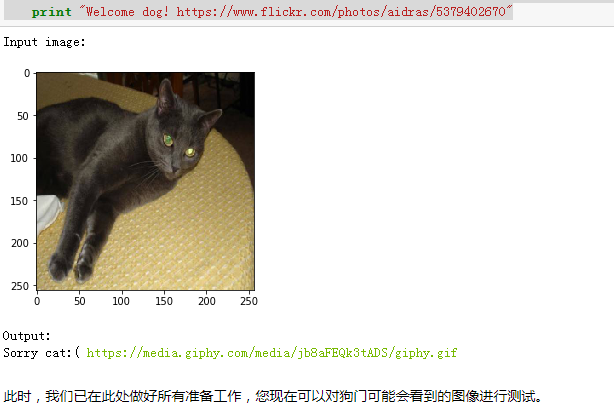 print "Welcome dog! https://www.flickr.com/photos/aidras/5379402670"
Input image:
0
50
100
150
200
250
0 50 100 150 200 250
Output:
Sorry cat:( https://media.giphy.com/media/jb8aFEQk3tADS/giphy.gif
此时，我们已在此处做好所有准备工作，您现在可以对狗门可能会看到的图像进行测试。